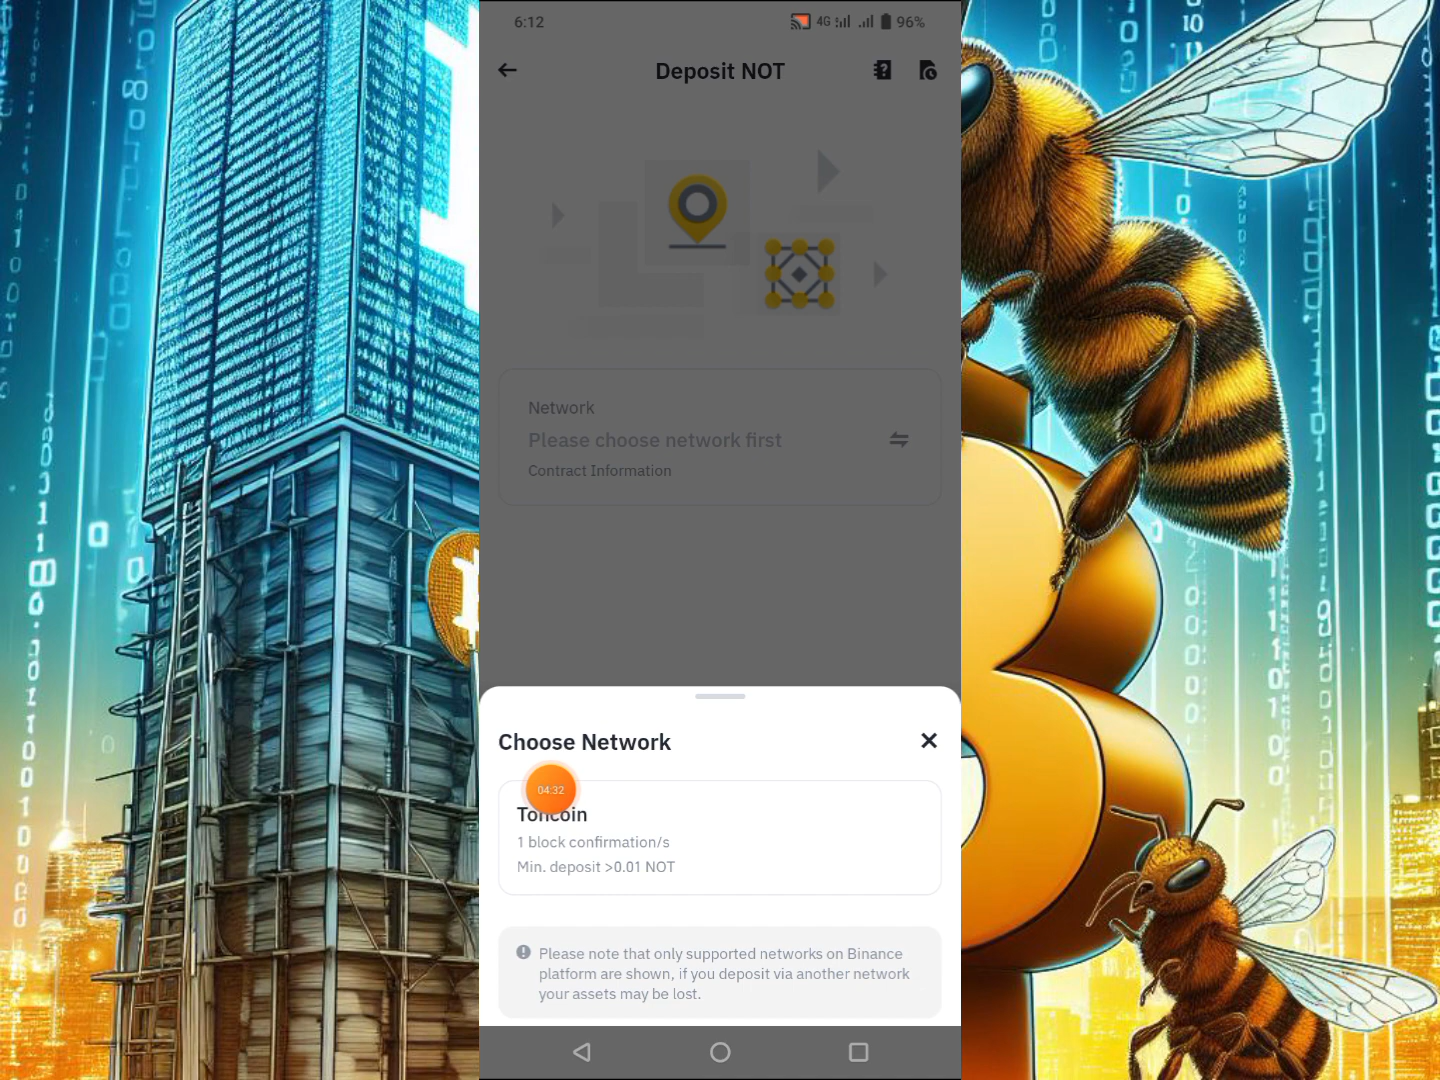 6:12
4G
96%
Deposit NOT
Network
Please choose network first
Contract Information
Choose Network
04:32
Toncoin
1 block confirmation/s
Min. deposit >0.01 NOT
Please note that only supported networks on Binance
platform are shown, if you deposit via another network
your assets may be lost.